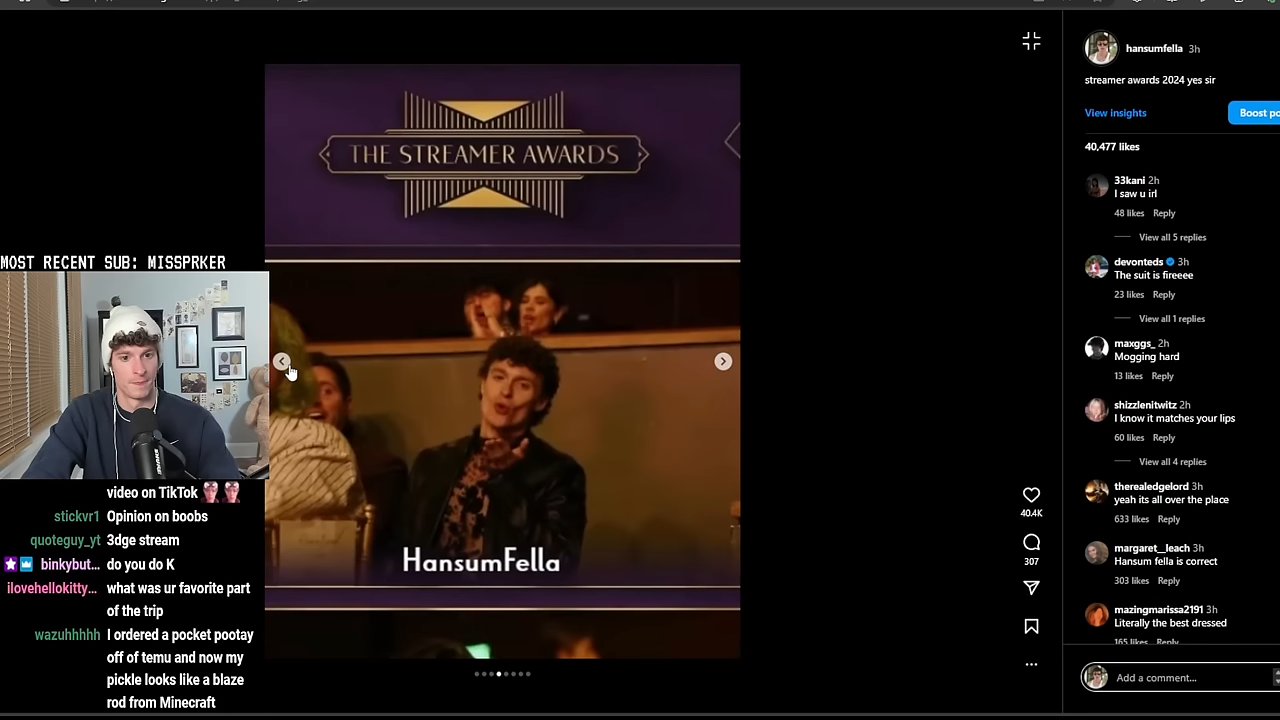 hansumfella 3h
streamer awards 2024 yes sir
View insights
Boost po
40,477 likes
33kani 2h
I saw u irl
48 likes Reply
View all 5 replies
devonteds 3h
The suit is fireeee
23 likes Reply
View all 1 replies
maxggs_ 2h
Mogging hard
13 likes Reply
shizzlenitwitz 2h
I know it matches your lips
60 likes Reply
View all 4 replies
therealedgelord 3h
yeah its all over the place
633 likes Reply
margaret__leach 3h
Hansum fella is correct
303 likes Reply
mazingmarissa2191 3h
Literally the best dressed
165 likes Reply
Add a comment...
40.4K
307
THE STREAMER AWARDS
HansumFella
MOST RECENT SUB: MISSPRKER
video on TikTok
stickvr1 Opinion on boobs
quoteguy_yt 3dge stream
binkybut... do you do K
ilovehellokitty... what was ur favorite part
of the trip
wazuhhhhh I ordered a pocket pootay
off of temu and now my
pickle looks like a blaze
rod from Minecraft